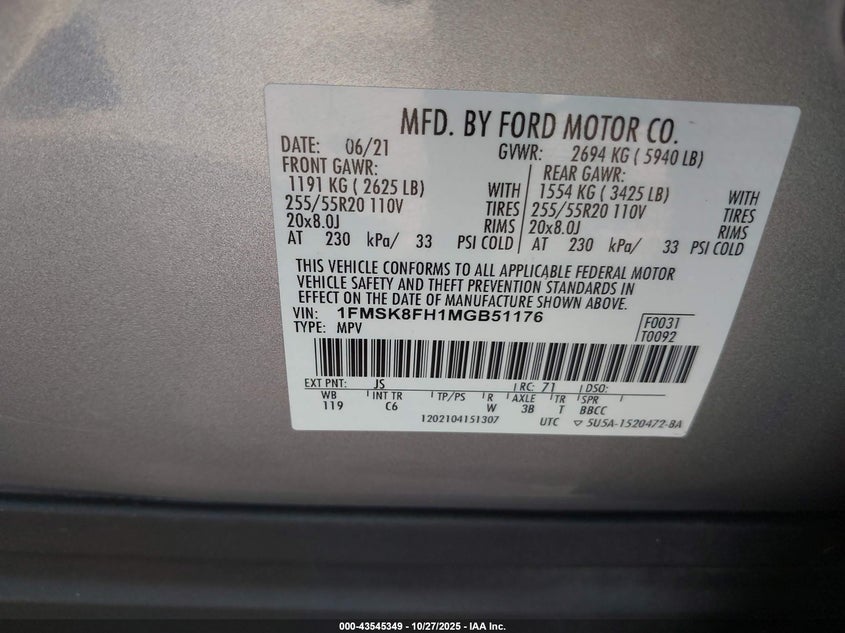 MFD. BY FORD MOTOR CO.
DATE: 06/21 GVWR: 2694 KG ( 5940 LB)
FRONT GAWR: REAR GAWR:
1191 KG ( 2625 LB) WITH 1554 KG ( 3425 LB) WITH
255/55R20 110V TIRES 255/55R20 110V TIRES
20x8.0J RIMS 20x8.0J RIMS
AT 230 kPa/ 33 PSI COLD AT 230 kPa/ 33 PSI COLD
THIS VEHICLE CONFORMS TO ALL APPLICABLE FEDERAL MOTOR
VEHICLE SAFETY AND THEFT PREVENTION STANDARDS IN
EFFECT ON THE DATE OF MANUFACTURE SHOWN ABOVE.
VIN: 1FMSK8FH1MGB51176 F0031
TYPE: MPV T0092
EXT PNT: JS RC: 71 DSO:
WB INT TR TP/PS R AXLE TR SPR
119 C6 W 3B T BBCC
1202104151307 UTC ▽ 5U5A-1520472-BA
000-43545349 | 10/27/2025 - IAA Inc.